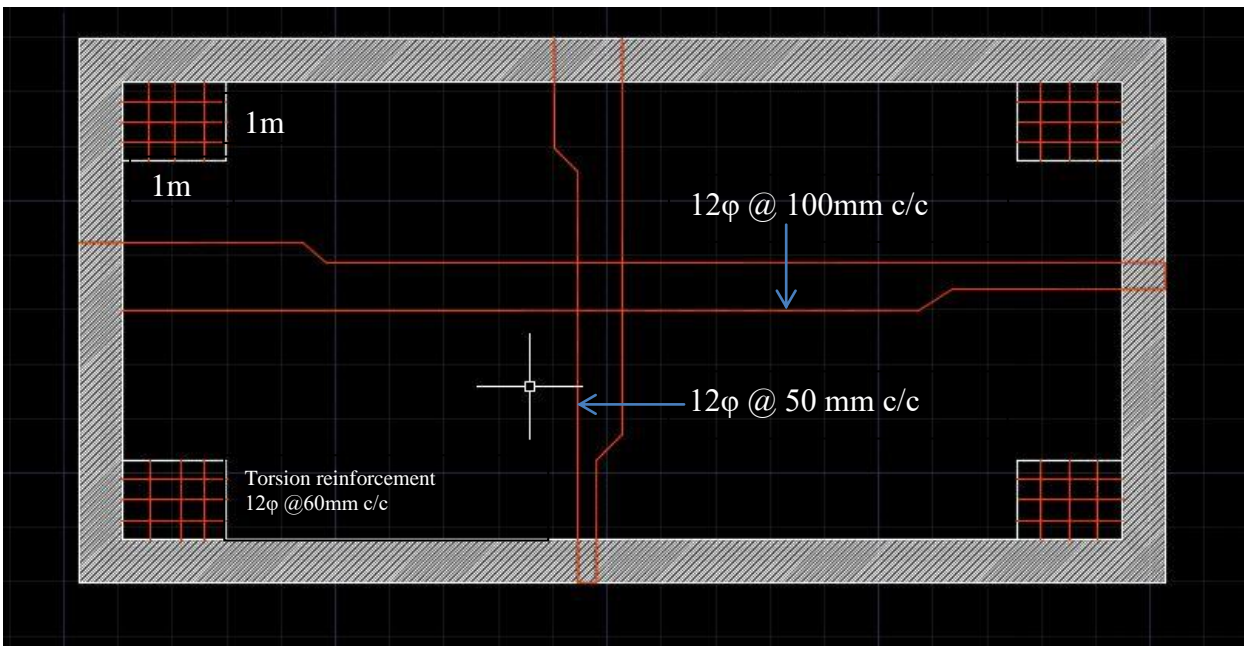 1m
1m
12φ @ 100mm c/c
12φ @ 50 mm c/c
Torsion reinforcement
12φ @60mm c/c